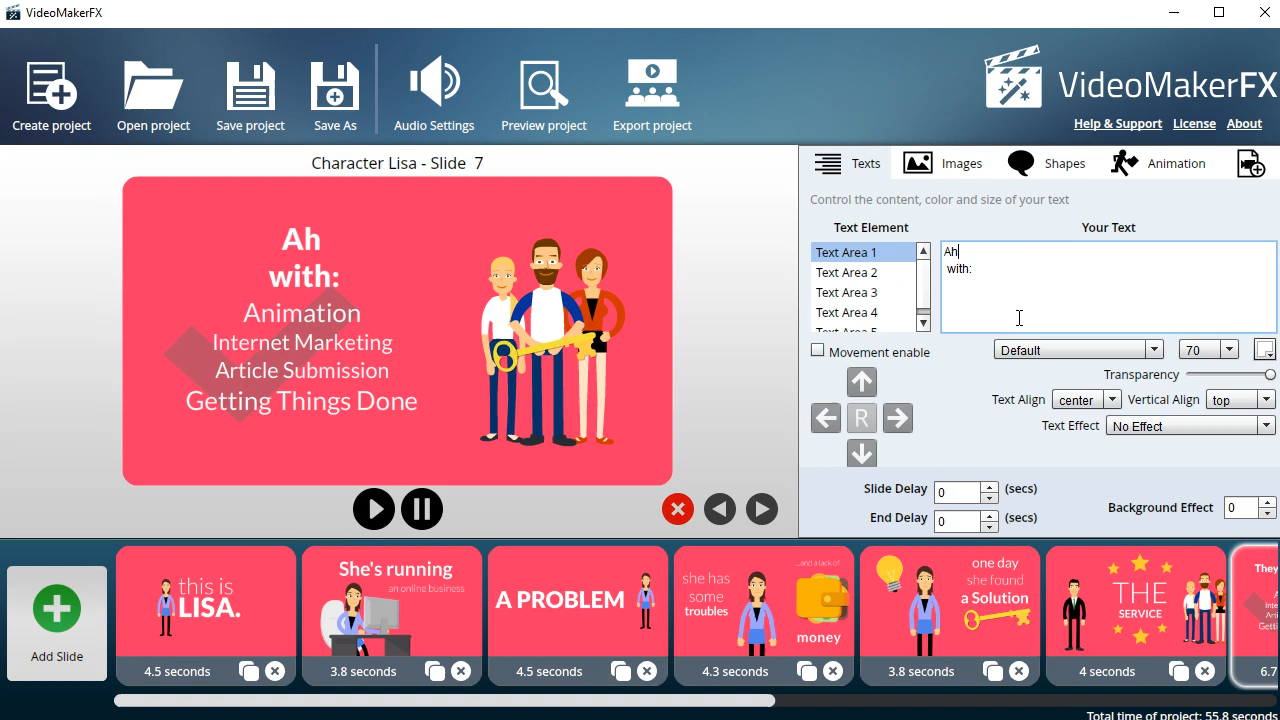 VideoMakerFX
Create project
Open project
Save project
Save As
Audio Settings
Preview project
Export project
VideoMakerFX
Help & Support License About
Character Lisa - Slide 7
Ah
with:
Animation
Internet Marketing
Article Submission
Getting Things Done
Texts
Images
Shapes
Animation
Control the content, color and size of your text
Text Element
Your Text
Text Area 1
Text Area 2
Text Area 3
Text Area 4
Text Area 5
Ah
with:
Movement enable
R
Default
70
Transparency
Text Align center Vertical Align top
Text Effect No Effect
Slide Delay 0 (secs)
End Delay 0 (secs)
Background Effect 0
Add Slide
this is
LISA.
4.5 seconds
She's running
an online business
3.8 seconds
A PROBLEM
4.5 seconds
she has
some
troubles
...and a lack of
money
4.3 seconds
one day
she found
a Solution
3.8 seconds
THE
SERVICE
4 seconds
They
6.7
Total time of project: 55.8 seconds